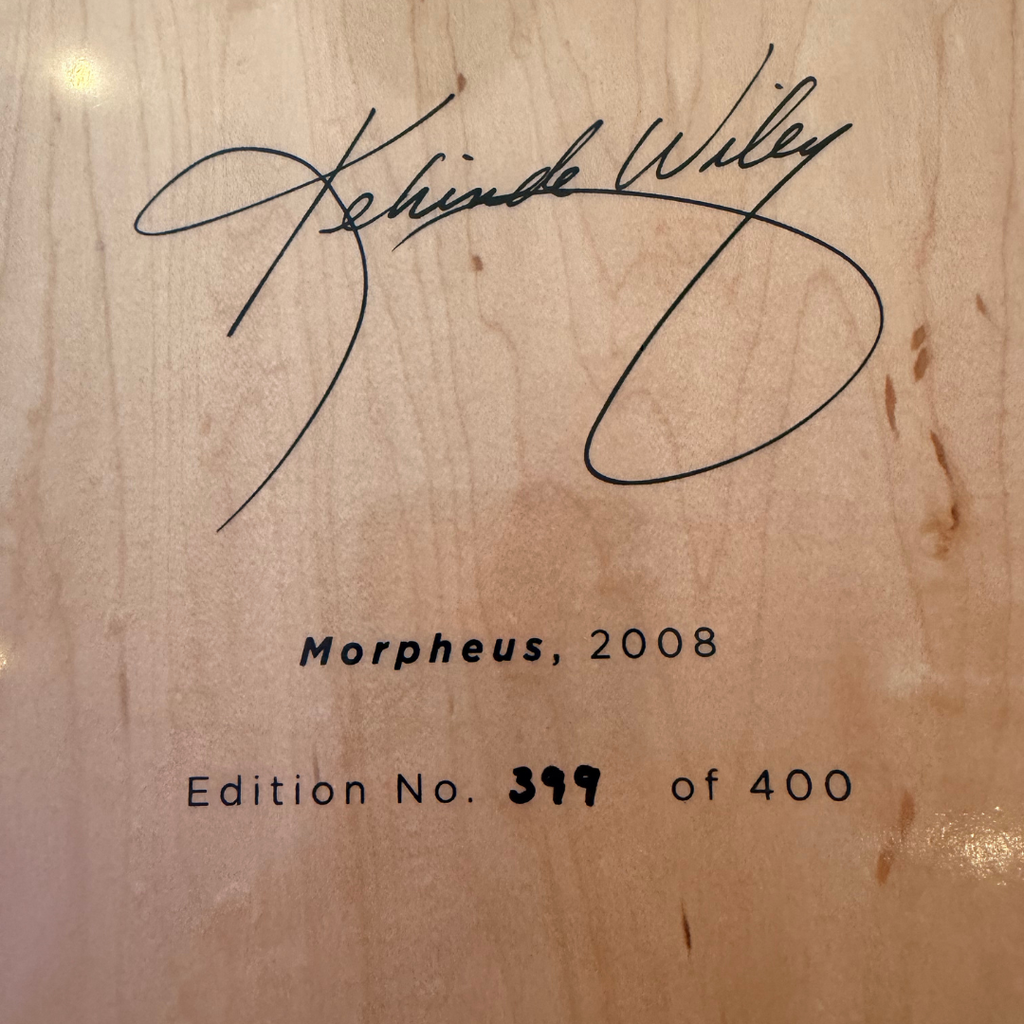 Kehinde Wiley
Morpheus, 2008
Edition No. 399 of 400